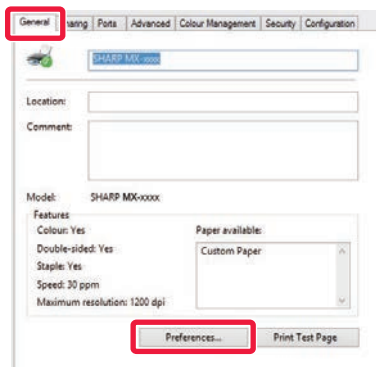 General Sharing Ports Advanced Colour Management Security Configuration
SHARP MX-xxxx
Location:
Comment:
Model: SHARP MX-xxxx
Features
Colour: Yes Paper available:
Double-sided: Yes Custom Paper
Staple: Yes
Speed: 30 ppm
Maximum resolution: 1200 dpi
Preferences... Print Test Page